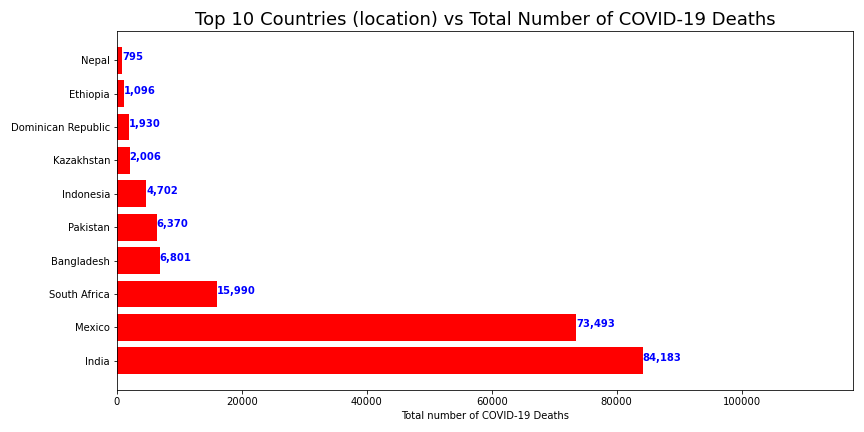 Top 10 Countries (location) vs Total Number of COVID-19 Deaths
Nepal 795
Ethiopia 1,096
Dominican Republic 1,930
Kazakhstan 2,006
Indonesia 4,702
Pakistan 6,370
Bangladesh 6,801
South Africa 15,990
Mexico 73,493
India 84,183
0 20000 40000 60000 80000 100000
Total number of COVID-19 Deaths